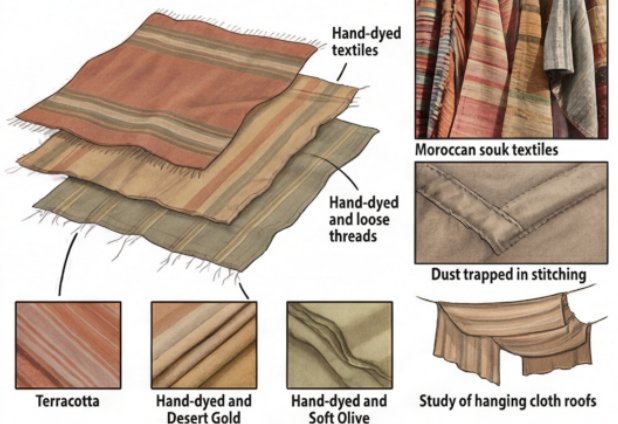 Hand-dyed
textiles
Moroccan souk textiles
Hand-dyed
and loose
threads
Dust trapped in stitching
Terracotta
Hand-dyed and
Desert Gold
Hand-dyed and
Soft Olive
Study of hanging cloth roofs